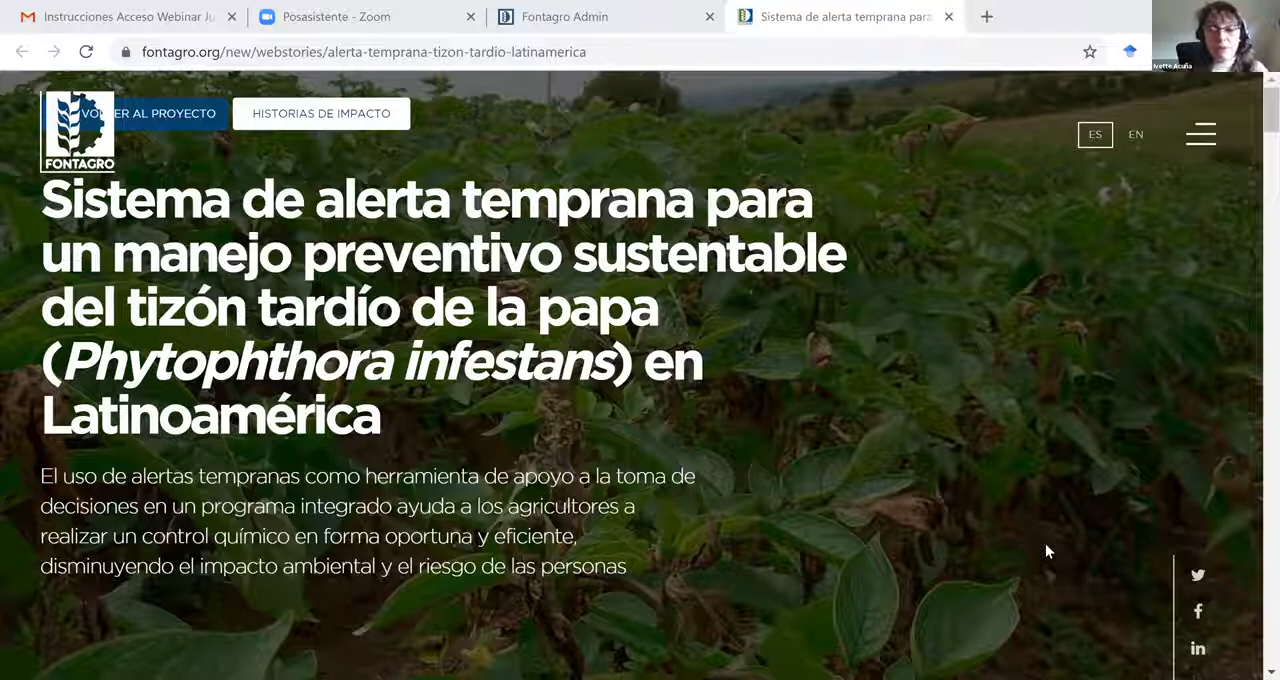 Instrucciones Acceso Webinar Ju
Posasistente - Zoom
Fontagro Admin
Sistema de alerta temprana para
fontagro.org/new/webstories/alerta-temprana-tizon-tardio-latinamerica
Ivette Acuña
VOLVER AL PROYECTO
HISTORIAS DE IMPACTO
FONTAGRO
ES
EN
Sistema de alerta temprana para
un manejo preventivo sustentable
del tizón tardío de la papa
(Phytophthora infestans) en
Latinoamérica
El uso de alertas tempranas como herramienta de apoyo a la toma de
decisiones en un programa integrado ayuda a los agricultores a
realizar un control químico en forma oportuna y eficiente,
disminuyendo el impacto ambiental y el riesgo de las personas